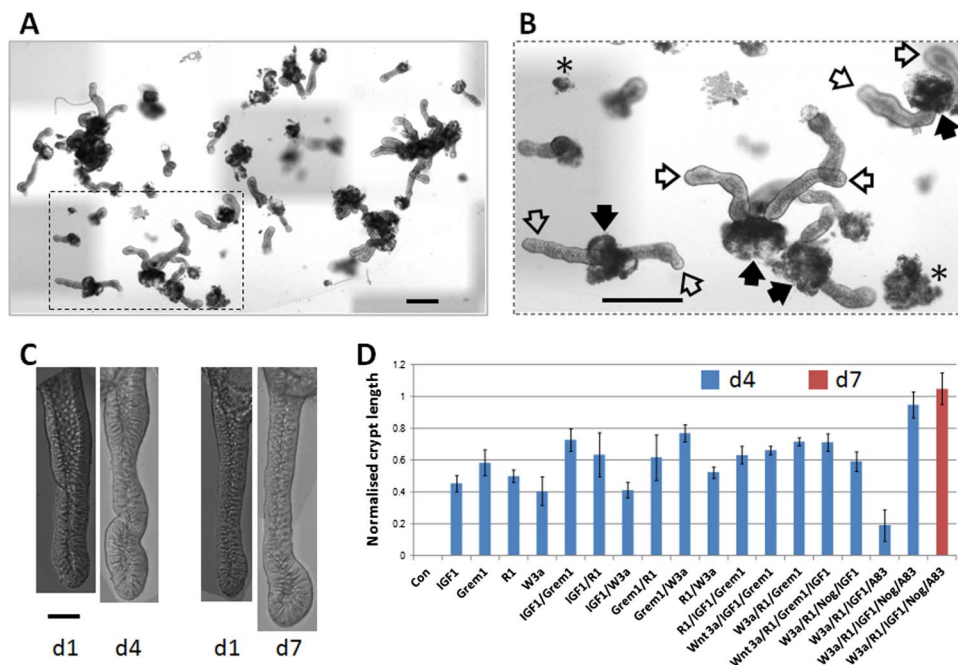 A
B
*
*
C
d1
d4
d1
d7
D
d4
d7
Normalised crypt length
1.2
1
0.8
0.6
0.4
0.2
0
Con
IGF1
Grem1
R1
W3a
IGF1/Grem1
IGF1/R1
IGF1/W3a
Grem1/R1
Grem1/W3a
R1/W3a
R1/IGF1/Grem1
Wnt3a/IGF1/Grem1
W3a/R1/Grem1
Wnt3a/R1/Grem1/IGF1
W3a/R1/Nog/IGF1
W3a/R1/IGF1/A83
W3a/R1/IGF1/Nog/A83
W3a/R1/IGF1/Nog/A83